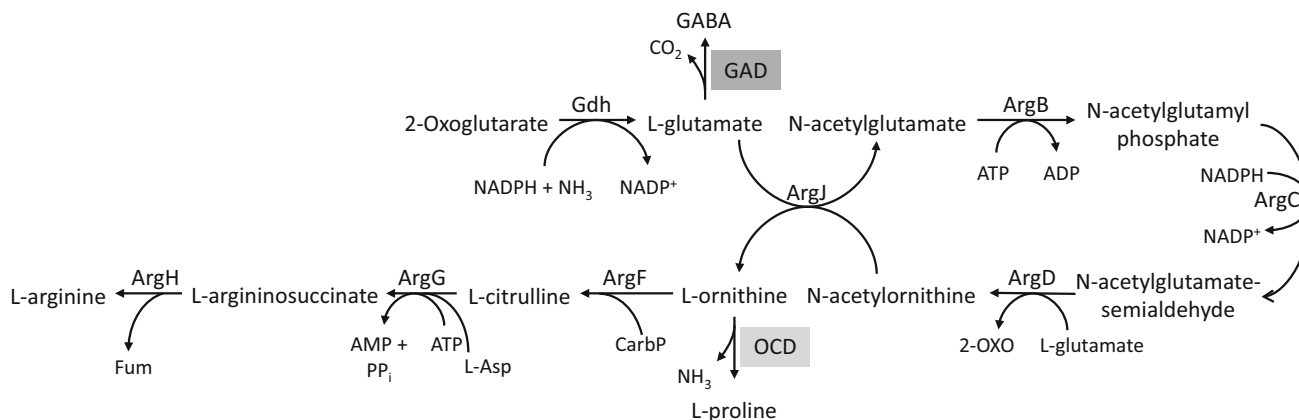 GABA
CO₂
GAD
Gdh
ArgB
2-Oxoglutarate
L-glutamate
N-acetylglutamate
N-acetylglutamyl
phosphate
NADPH + NH₃
NADP⁺
ATP
ADP
NADPH
ArgJ
ArgC
NADP⁺
ArgH
ArgG
ArgF
ArgD
L-arginine
L-argininosuccinate
L-citrulline
L-ornithine
N-acetylornithine
N-acetylglutamate-
semialdehyde
Fum
AMP +
PPᵢ
ATP
L-Asp
CarbP
OCD
2-OXO
L-glutamate
NH₃
L-proline